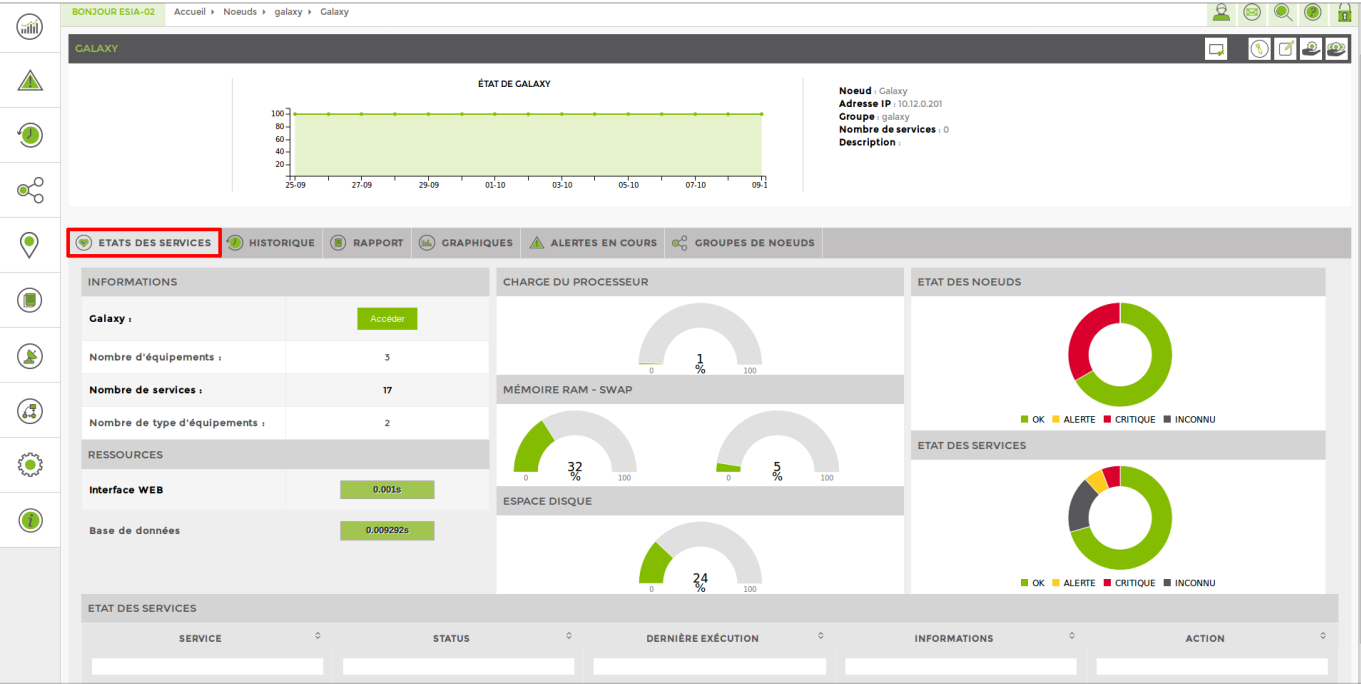 BONJOUR ESIA-02 Accueil › Noeuds › galaxy › Galaxy
GALAXY
ÉTAT DE GALAXY
100
80
60
40
20
25-09 27-09 29-09 01-10 03-10 05-10 07-10 09-1
Noeud : Galaxy
Adresse IP : 10.12.0.201
Groupe : galaxy
Nombre de services : 0
Description :
ETATS DES SERVICES HISTORIQUE RAPPORT GRAPHIQUES ALERTES EN COURS GROUPES DE NOEUDS
INFORMATIONS
Galaxy : Accéder
Nombre d'équipements : 3
Nombre de services : 17
Nombre de type d'équipements : 2
RESSOURCES
Interface WEB 0.001s
Base de données 0.009292s
CHARGE DU PROCESSEUR
1
%
0 100
MÉMOIRE RAM - SWAP
32
%
0 100
5
%
0 100
ESPACE DISQUE
24
%
0 100
ETAT DES NOEUDS
OK ALERTE CRITIQUE INCONNU
ETAT DES SERVICES
OK ALERTE CRITIQUE INCONNU
ETAT DES SERVICES
SERVICE STATUS DERNIÈRE EXÉCUTION INFORMATIONS ACTION